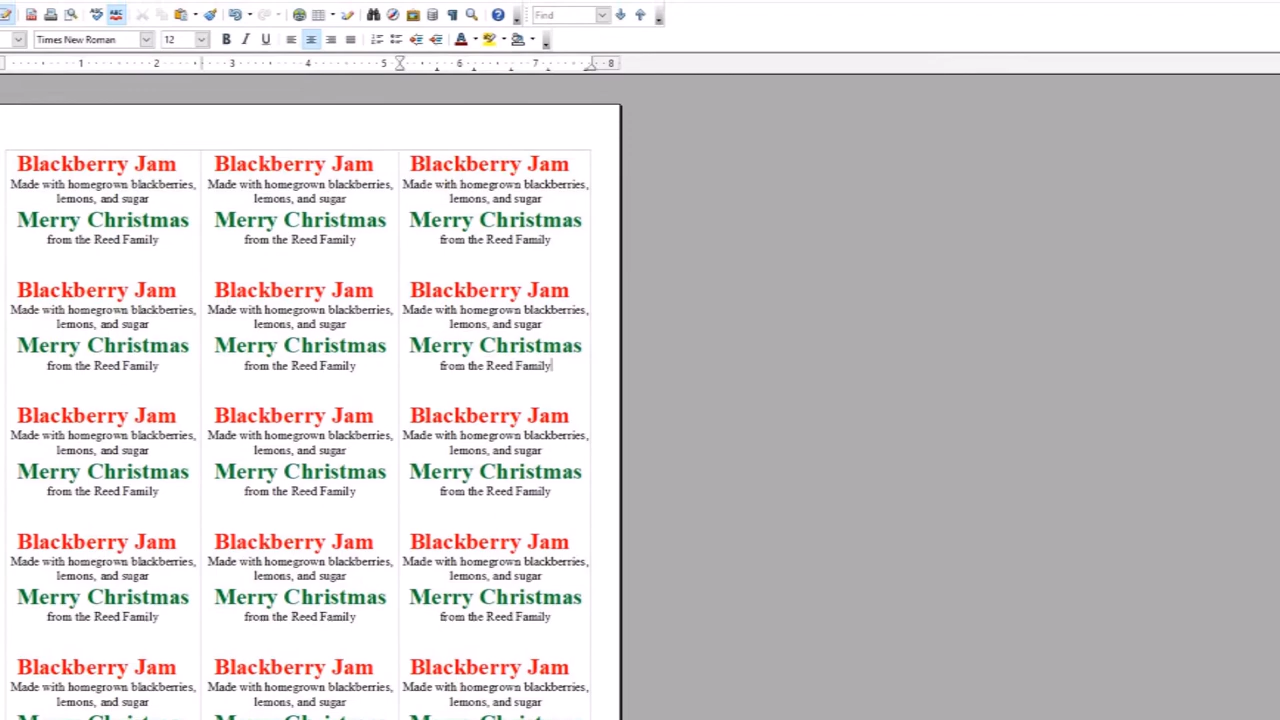 Find
Times New Roman 12 B I U A
1 2 3 4 5 6 7 8
Blackberry Jam Blackberry Jam Blackberry Jam
Made with homegrown blackberries, Made with homegrown blackberries, Made with homegrown blackberries,
lemons, and sugar lemons, and sugar lemons, and sugar
Merry Christmas Merry Christmas Merry Christmas
from the Reed Family from the Reed Family from the Reed Family
Blackberry Jam Blackberry Jam Blackberry Jam
Made with homegrown blackberries, Made with homegrown blackberries, Made with homegrown blackberries,
lemons, and sugar lemons, and sugar lemons, and sugar
Merry Christmas Merry Christmas Merry Christmas
from the Reed Family from the Reed Family from the Reed Family
Blackberry Jam Blackberry Jam Blackberry Jam
Made with homegrown blackberries, Made with homegrown blackberries, Made with homegrown blackberries,
lemons, and sugar lemons, and sugar lemons, and sugar
Merry Christmas Merry Christmas Merry Christmas
from the Reed Family from the Reed Family from the Reed Family
Blackberry Jam Blackberry Jam Blackberry Jam
Made with homegrown blackberries, Made with homegrown blackberries, Made with homegrown blackberries,
lemons, and sugar lemons, and sugar lemons, and sugar
Merry Christmas Merry Christmas Merry Christmas
from the Reed Family from the Reed Family from the Reed Family
Blackberry Jam Blackberry Jam Blackberry Jam
Made with homegrown blackberries, Made with homegrown blackberries, Made with homegrown blackberries,
lemons, and sugar lemons, and sugar lemons, and sugar